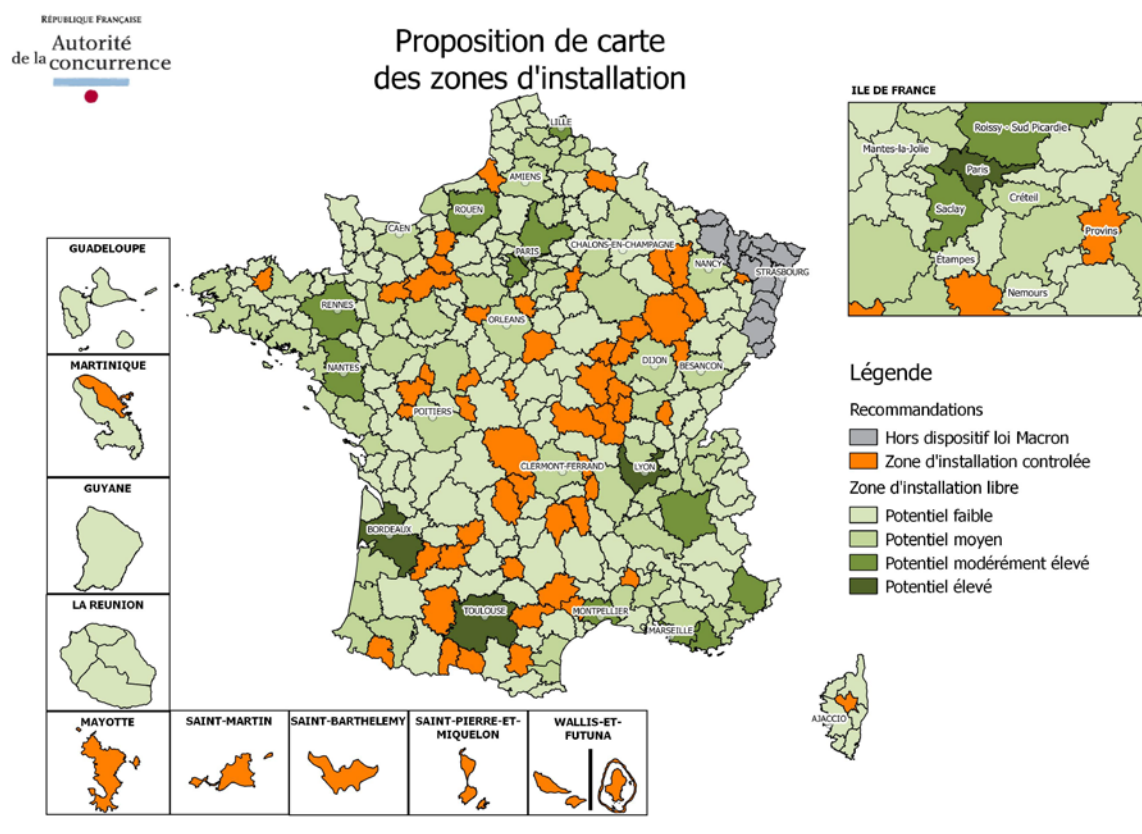 RÉPUBLIQUE FRANÇAISE
Autorité
de la concurrence
Proposition de carte
des zones d'installation
ILE DE FRANCE
Roissy - Sud Picardie
Mantes-la-Jolie
Paris
Créteil
Saclay
Provins
Étampes
Nemours
LILLE
AMIENS
ROUEN
CAEN
PARIS
CHALONS-EN-CHAMPAGNE
NANCY
STRASBOURG
RENNES
ORLEANS
NANTES
DIJON
BESANCON
POITIERS
CLERMONT-FERRAND
LYON
BORDEAUX
TOULOUSE
MONTPELLIER
MARSEILLE
AJACCIO
GUADELOUPE
MARTINIQUE
GUYANE
LA REUNION
MAYOTTE
SAINT-MARTIN
SAINT-BARTHELEMY
SAINT-PIERRE-ET-
MIQUELON
WALLIS-ET-
FUTUNA
Légende
Recommandations
Hors dispositif loi Macron
Zone d'installation controlée
Zone d'installation libre
Potentiel faible
Potentiel moyen
Potentiel modérément élevé
Potentiel élevé